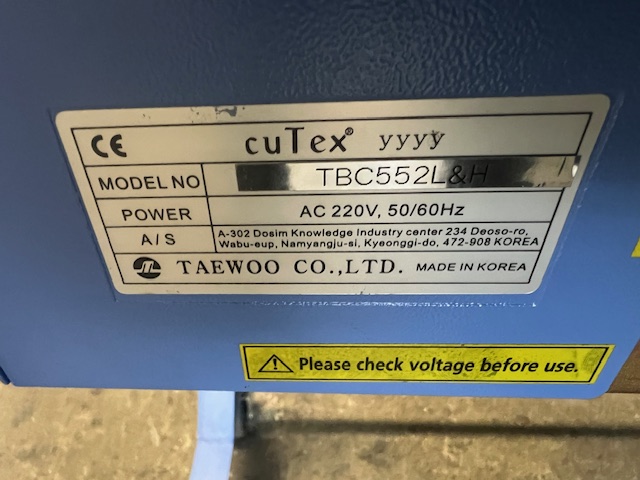 CE cuTex® yyyy
MODEL NO TBC552L&H
POWER AC 220V, 50/60Hz
A/S A-302 Dosim Knowledge Industry center 234 Deoso-ro,
Wabu-eup, Namyangju-si, Kyeonggi-do, 472-908 KOREA
TAEWOO CO.,LTD. MADE IN KOREA
Please check voltage before use.